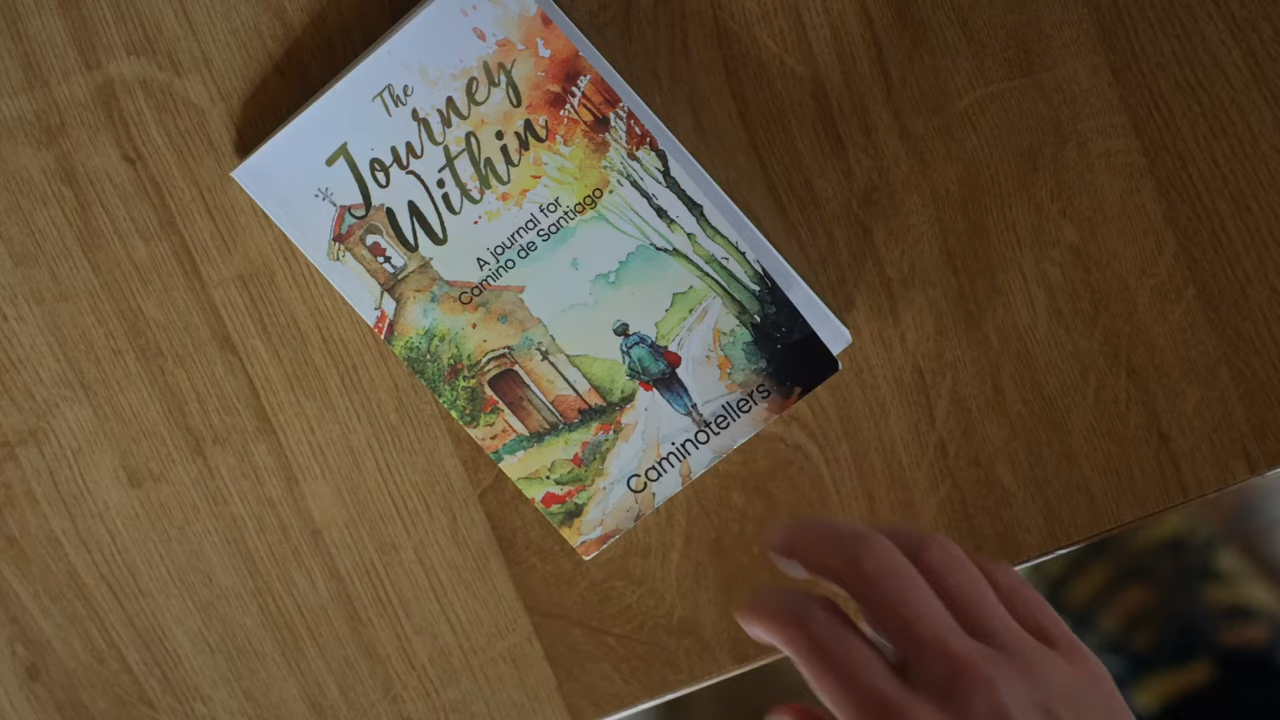 The
Journey
Within
A journal for
Camino de Santiago
Caminotellers